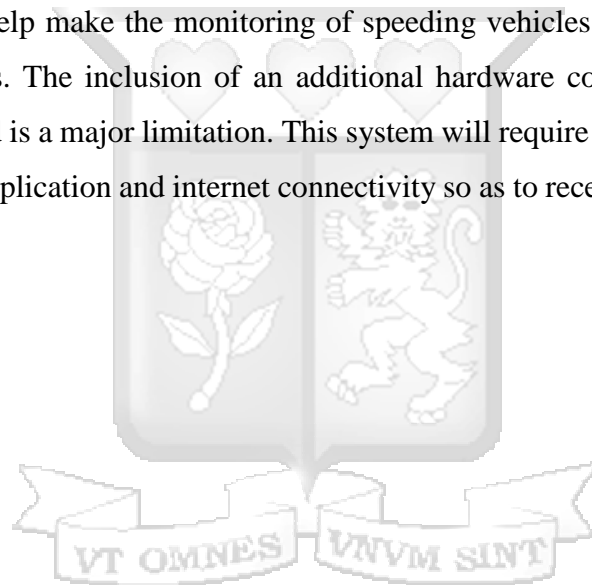 elp make the monitoring of speeding vehicles
s. The inclusion of an additional hardware co
is a major limitation. This system will require
plication and internet connectivity so as to rece
VT OMNES VNVM SINT